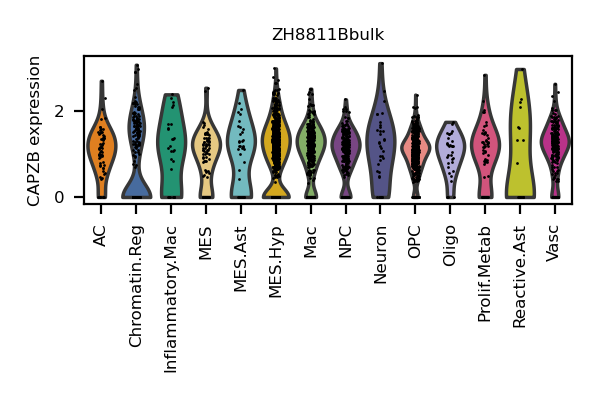 ZH8811Bbulk
CAPZB expression
2
0
AC
Chromatin.Reg
Inflammatory.Mac
MES
MES.Ast
MES.Hyp
Mac
NPC
Neuron
OPC
Oligo
Prolif.Metab
Reactive.Ast
Vasc